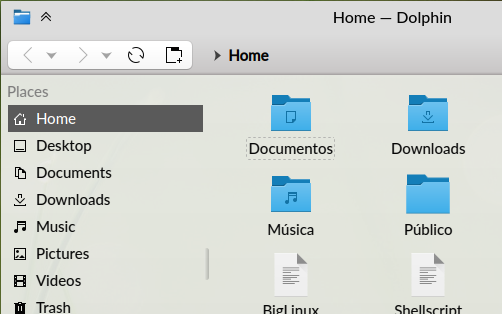 Home — Dolphin
Home
Places
Home
Desktop
Documents
Downloads
Music
Pictures
Videos
Trash
Documentos
Downloads
Música
Público
BigLinux
Shellscript